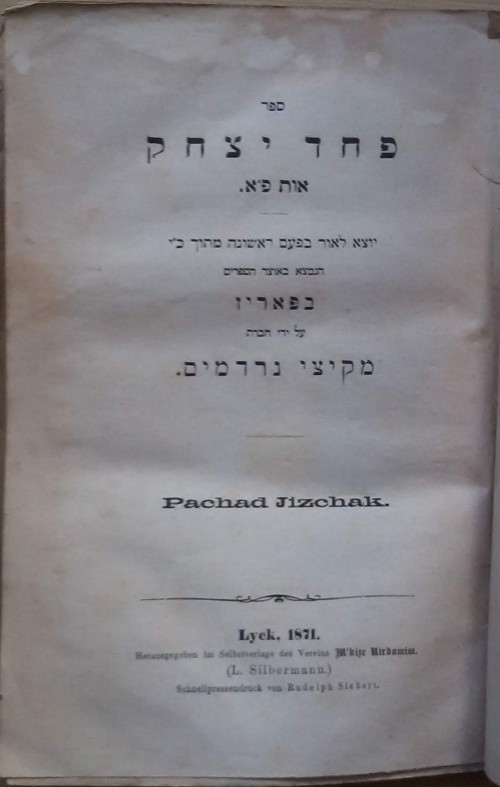 ספר
פחד יצחק
אות פ״א.
יוצא לאור בפעם ראשונה מתוך כ״י
הנמצא באוצר הספרים
בפאריז
על ידי חברת
מקיצי נרדמים.
Pachad Jizchak.
Lyck, 1871.
Herausgegeben im Selbstverlage des Vereins M'kize Nirdamim.
(L. Silbermann.)
Schnellpressendruck von Rudolph Siebert.